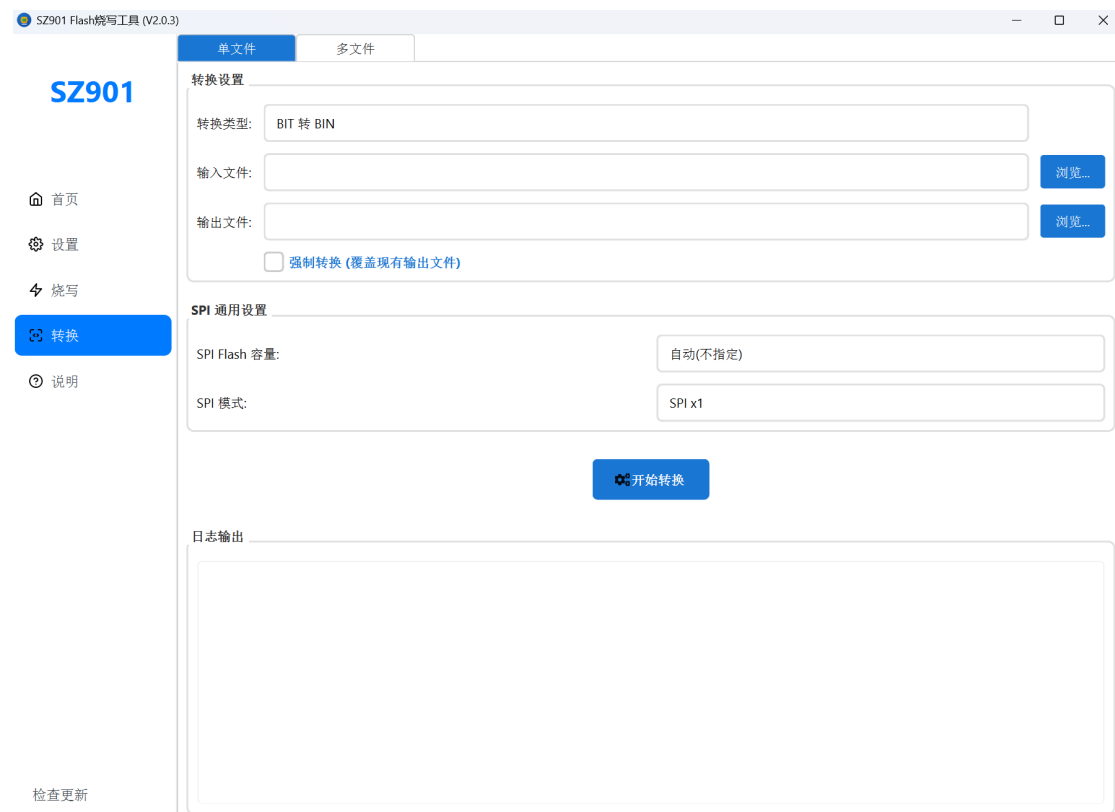 SZ901 Flash烧写工具 (V2.0.3)
SZ901
首页
设置
烧写
转换
说明
检查更新
单文件 多文件
转换设置
转换类型: BIT 转 BIN
输入文件: 浏览...
输出文件: 浏览...
强制转换 (覆盖现有输出文件)
SPI 通用设置
SPI Flash 容量: 自动(不指定)
SPI 模式: SPI x1
开始转换
日志输出